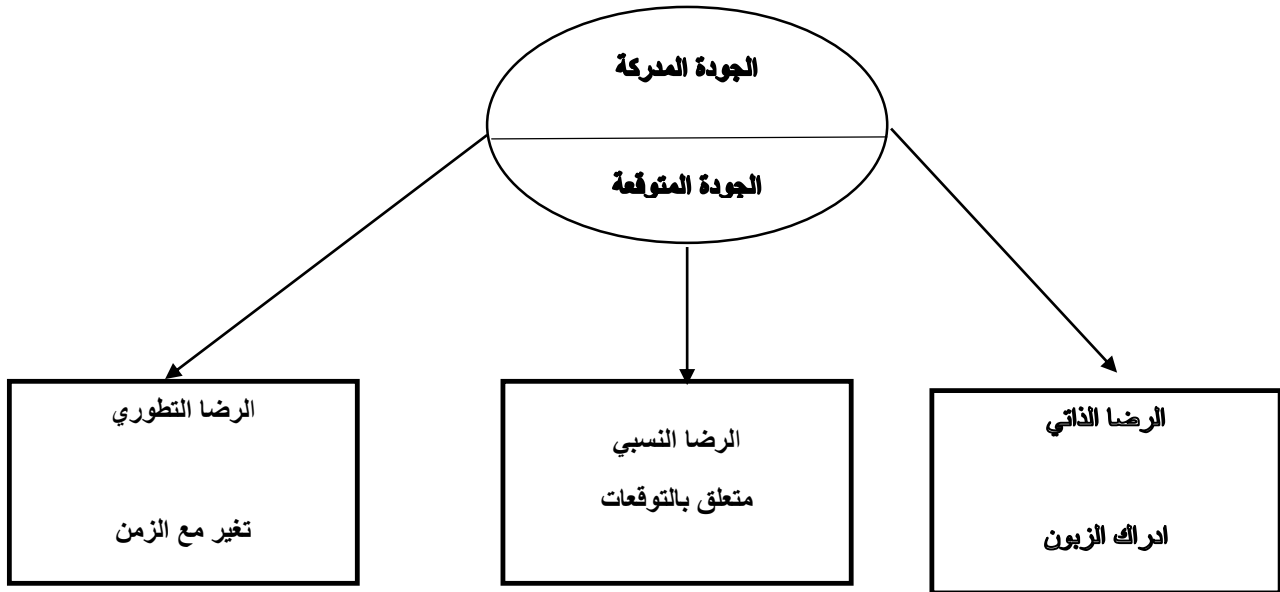 الجودة المدركة
الجودة المتوقعة
الرضا الذاتي
ادراك الزبون
الرضا النسبي
متعلق بالتوقعات
الرضا التطوري
تغير مع الزمن